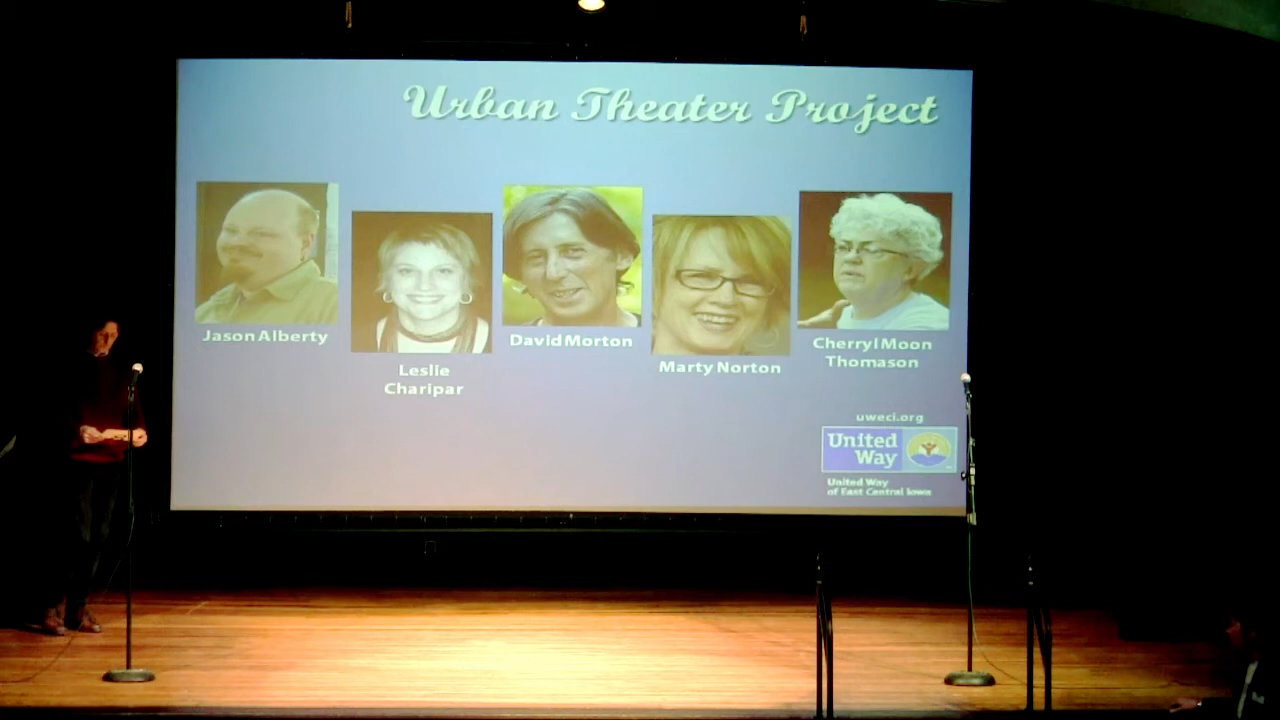 Urban Theater Project
Jason Alberty
Leslie
Charipar
David Morton
Marty Norton
Cherryl Moon
Thomason
uweci.org
United
Way
United Way
of East Central Iowa